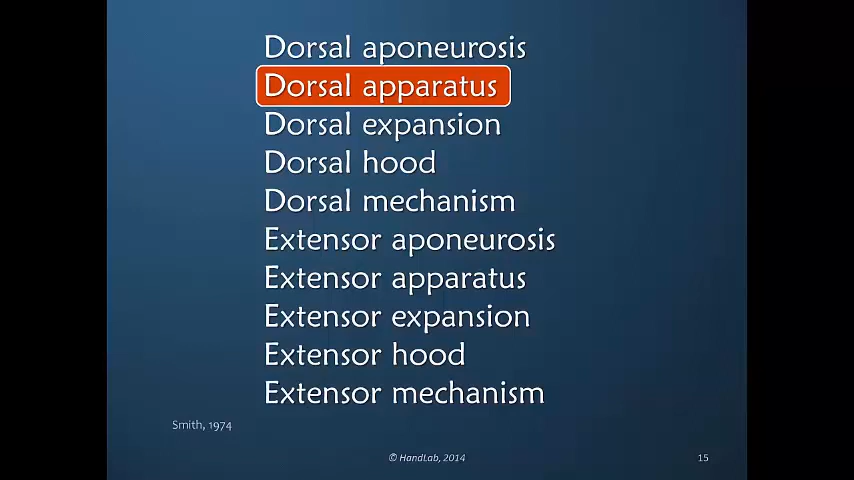 Dorsal aponeurosis
Dorsal apparatus
Dorsal expansion
Dorsal hood
Dorsal mechanism
Extensor aponeurosis
Extensor apparatus
Extensor expansion
Extensor hood
Extensor mechanism
Smith, 1974
© HandLab, 2014
15